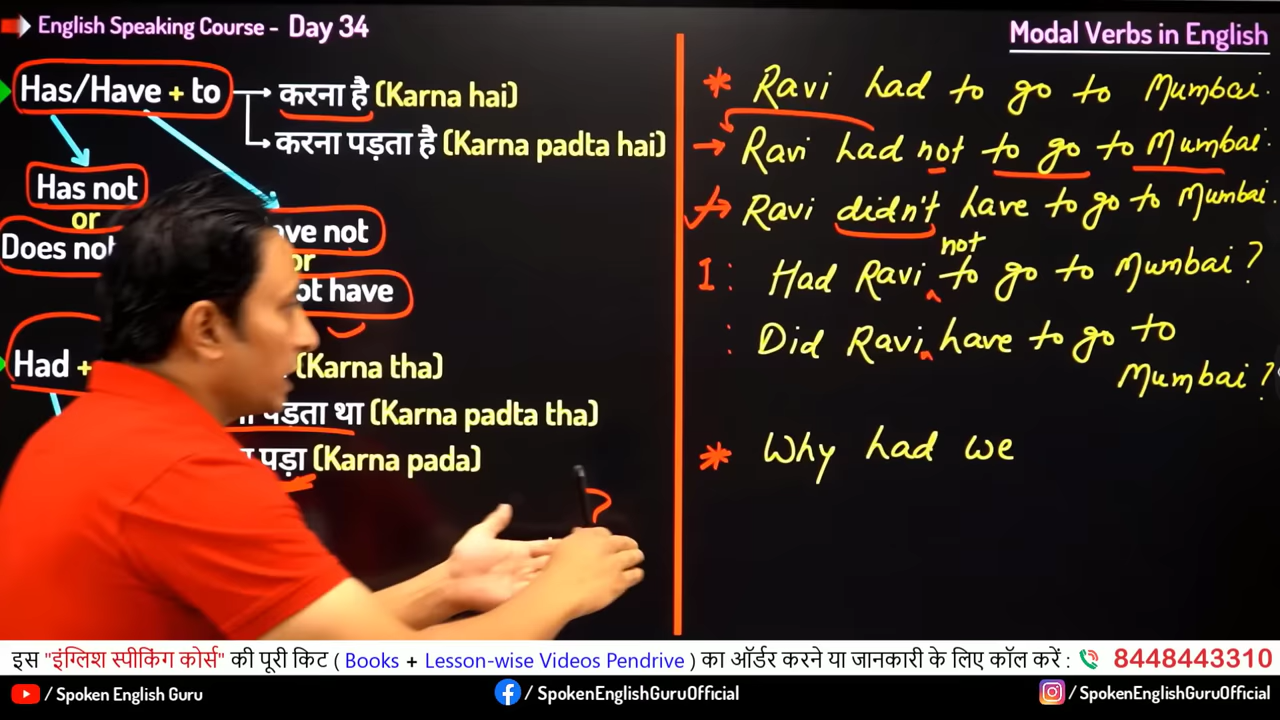 English Speaking Course - Day 34
Modal Verbs in English
Has/Have + to
करना है (Karna hai)
करना पड़ता है (Karna padta hai)
Has not
or
Does not
not
not have
Had +
(Karna tha)
पड़ता था (Karna padta tha)
पड़ा (Karna pada)
?
* Ravi had to go to Mumbai.
→ Ravi had not to go to Mumbai.
→ Ravi didn't have to go to Mumbai.
not
I: Had Ravi ‸ to go to Mumbai?
: Did Ravi ‸ have to go to
Mumbai?
* Why had we
इस "इंग्लिश स्पीकिंग कोर्स" की पूरी किट ( Books + Lesson-wise Videos Pendrive ) का ऑर्डर करने या जानकारी के लिए कॉल करें : 8448443310
/ Spoken English Guru
/ SpokenEnglishGuruOfficial
/ SpokenEnglishGuruOfficial